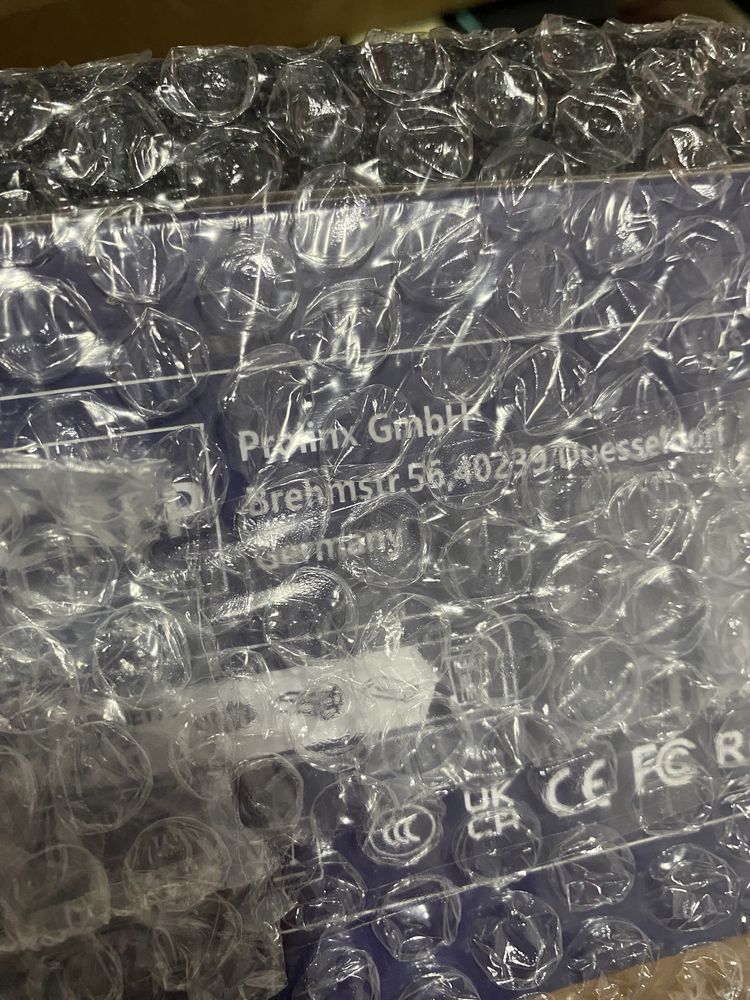 Prolinx GmbH
Brehmstr 56,40239 Duesseldorf
Germany
P
CCC
UK
CA
CE FC R